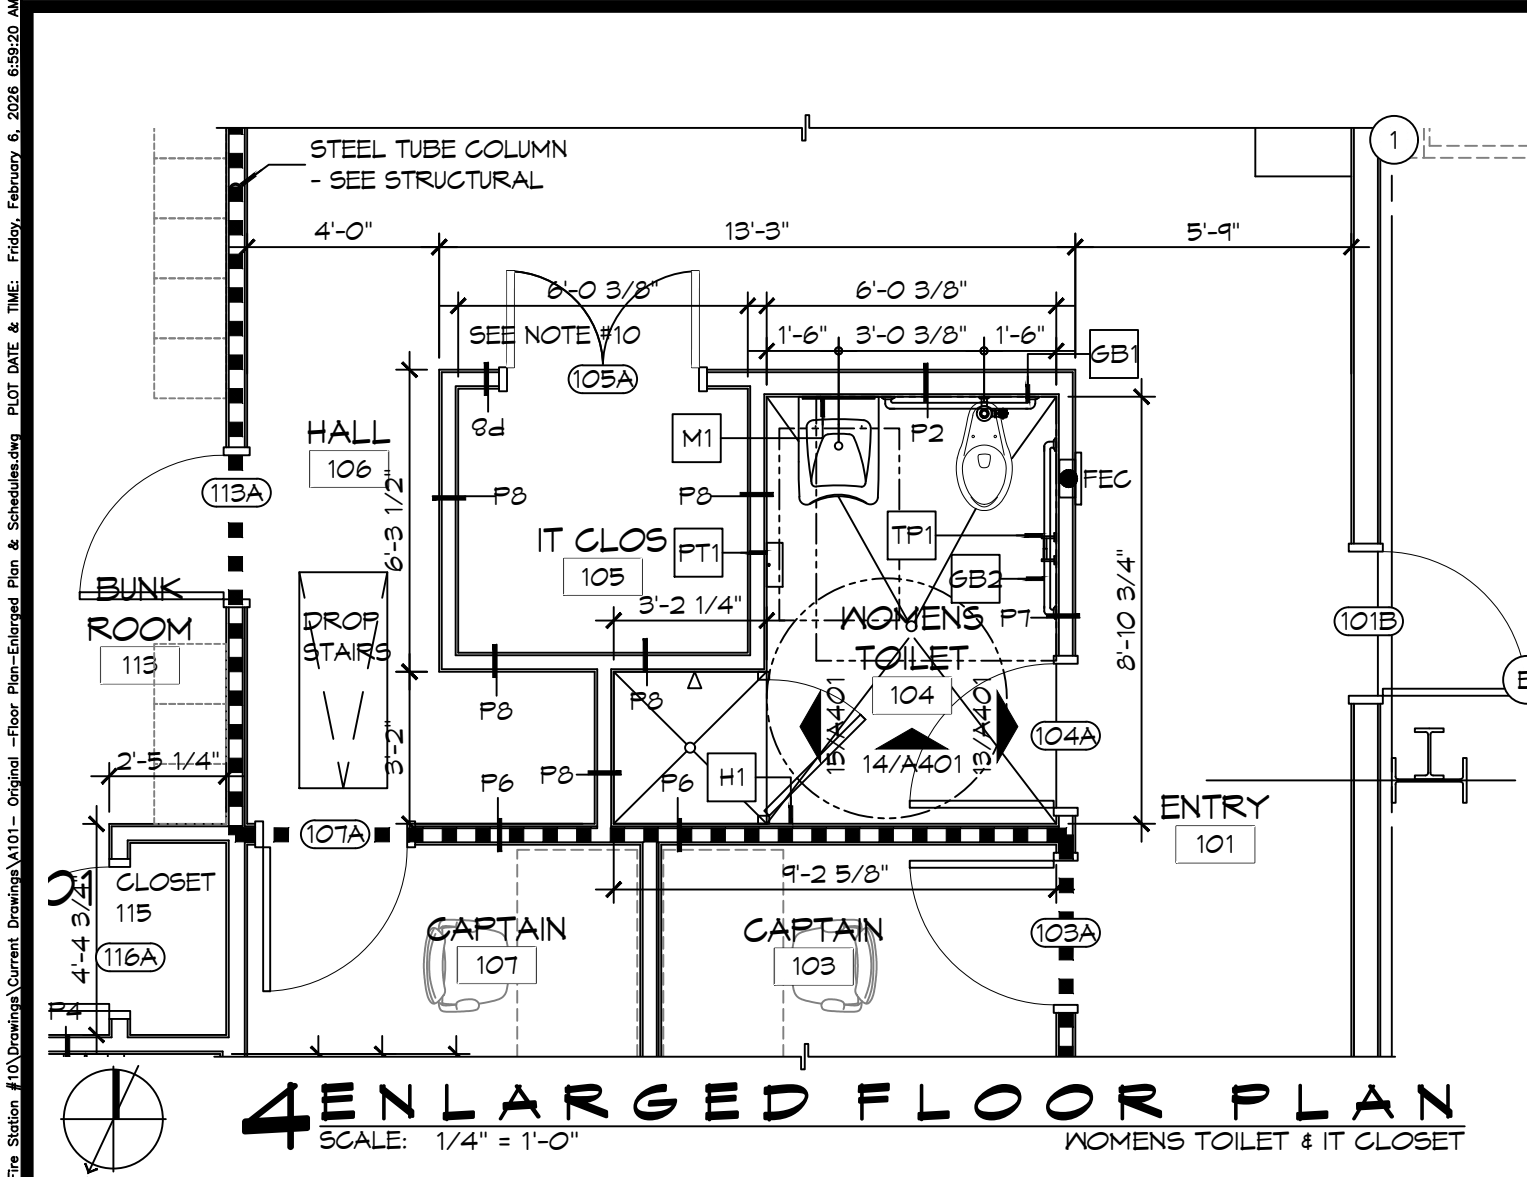 Fire Station #10\Drawings\Current Drawings\A101- Original -Floor Plan-Enlarged Plan & Schedules.dwg PLOT DATE & TIME: Friday, February 6, 2026 6:59:20 AM
STEEL TUBE COLUMN
- SEE STRUCTURAL
1
4'-0"
13'-3"
5'-9"
6'-0 3/8"
6'-0 3/8"
SEE NOTE #10
1'-6"
3'-0 3/8"
1'-6"
GB1
105A
P8
M1
P2
HALL
106
113A
6'-3 1/2"
P8
P8
FEC
IT CLOS
105
PT1
TP1
GB2
BUNK
ROOM
113
DROP
STAIRS
3'-2 1/4"
WOMENS
TOILET
104
P7
8'-10 3/4"
101B
P8
P8
15/A401
13/A401
14/A401
104A
2'-5 1/4"
3'-2"
P6
P8
P6
H1
ENTRY
101
107A
9'-2 5/8"
CLOSET
115
4'-4 3/4"
116A
CAPTAIN
107
CAPTAIN
103
103A
P4
4 ENLARGED FLOOR PLAN
SCALE: 1/4" = 1'-0"
WOMENS TOILET & IT CLOSET